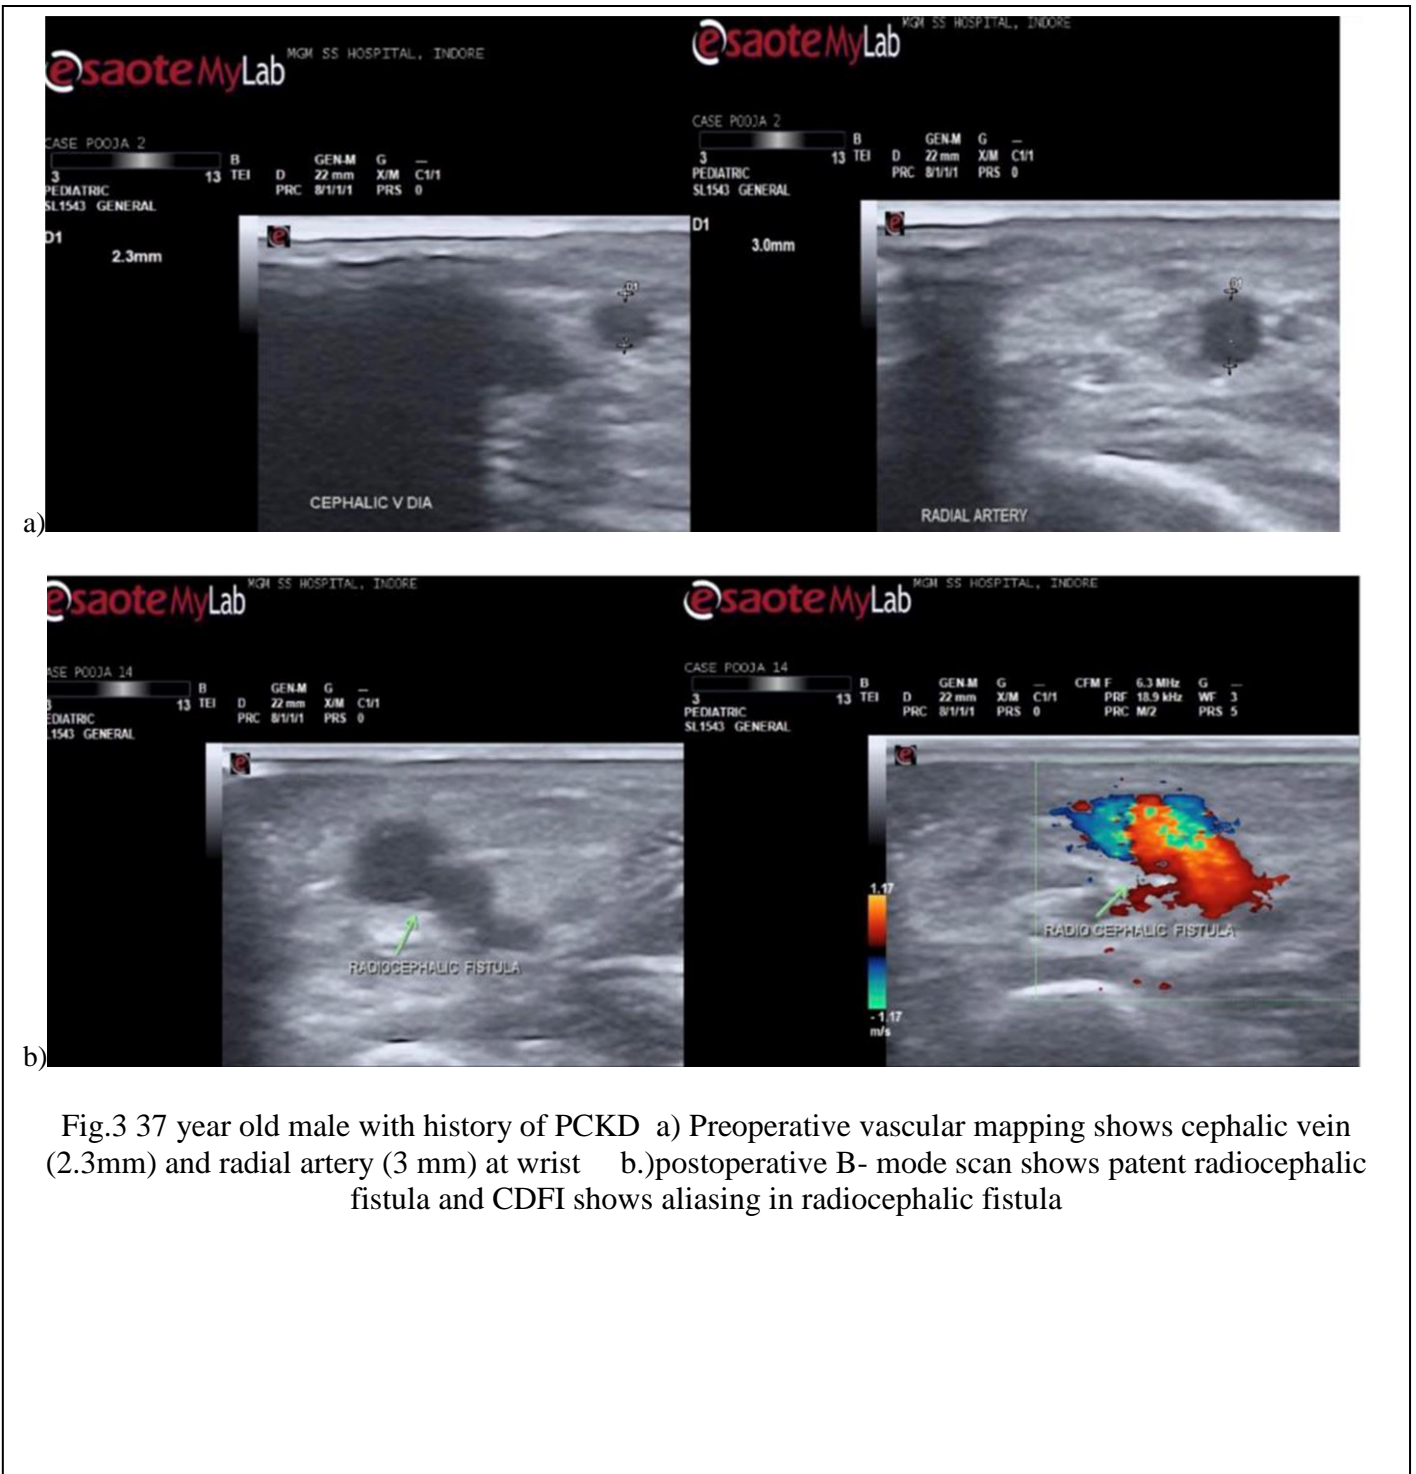 esaote MyLab MGM SS HOSPITAL, INDORE
CASE POOJA 2
3 13
PEDIATRIC
SL1543 GENERAL
B
TEI
GEN-M G —
D 22 mm X/M C1/1
PRC 8/1/1/1 PRS 0
D1
2.3mm
D1
CEPHALIC V DIA
esaote MyLab MGM SS HOSPITAL, INDORE
CASE POOJA 2
3 13
PEDIATRIC
SL1543 GENERAL
B
TEI
GEN-M G —
D 22 mm X/M C1/1
PRC 8/1/1/1 PRS 0
D1
3.0mm
D1
RADIAL ARTERY
a)
esaote MyLab MGM SS HOSPITAL, INDORE
ASE POOJA 14
3 13
EDIATRIC
L1543 GENERAL
B
TEI
GEN-M G —
D 22 mm X/M C1/1
PRC 8/1/1/1 PRS 0
RADIOCEPHALIC FISTULA
esaote MyLab MGM SS HOSPITAL, INDORE
CASE POOJA 14
3 13
PEDIATRIC
SL1543 GENERAL
B
TEI
GEN-M G — CFM F 6.3 MHz G —
D 22 mm X/M C1/1 PRF 18.9 kHz WF 3
PRC 8/1/1/1 PRS 0 PRC M/2 PRS 5
1.17
- 1.17
m/s
RADIO CEPHALIC FISTULA
b)
Fig.3 37 year old male with history of PCKD a) Preoperative vascular mapping shows cephalic vein
(2.3mm) and radial artery (3 mm) at wrist b.)postoperative B- mode scan shows patent radiocephalic
fistula and CDFI shows aliasing in radiocephalic fistula